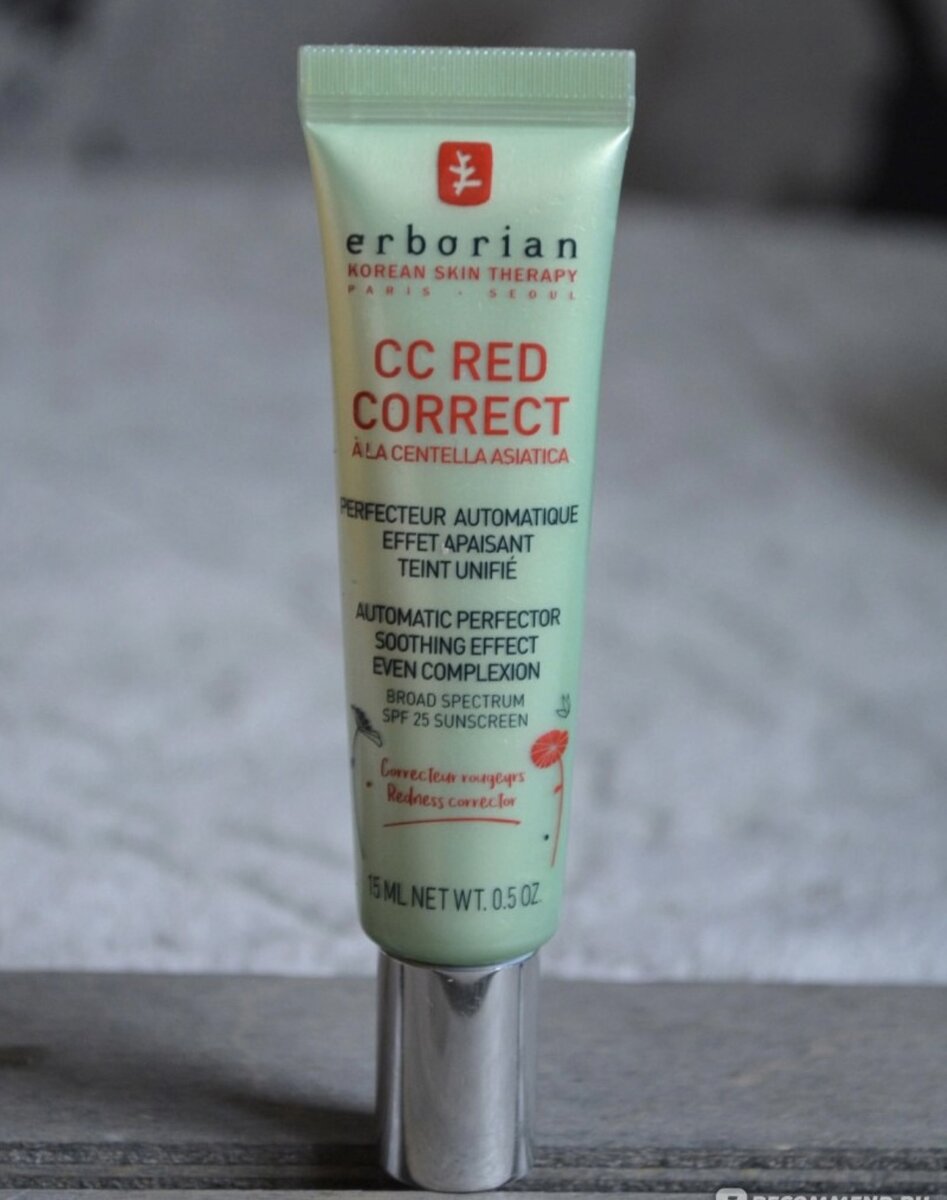 erborian
KOREAN SKIN THERAPY
PARIS - SEOUL
CC RED
CORRECT
À LA CENTELLA ASIATICA
PERFECTEUR AUTOMATIQUE
EFFET APAISANT
TEINT UNIFIÉ
AUTOMATIC PERFECTOR
SOOTHING EFFECT
EVEN COMPLEXION
BROAD SPECTRUM
SPF 25 SUNSCREEN
Correcteur rougeurs
Redness corrector
15 ML NET WT. 0.5 OZ.